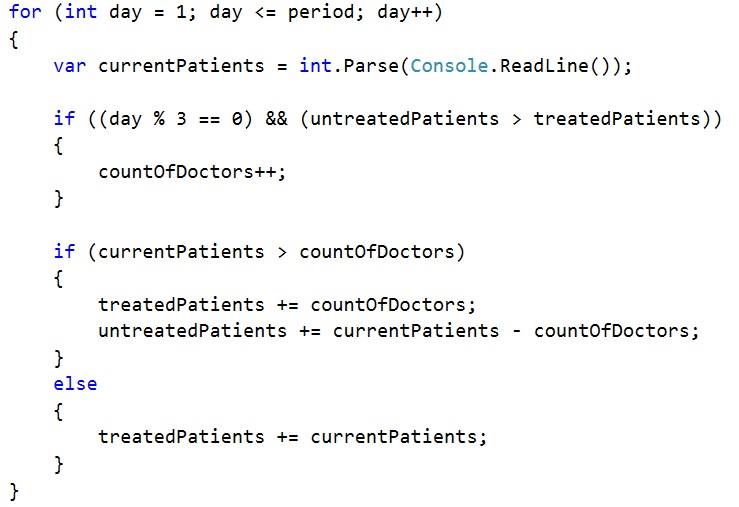 for (int day = 1; day <= period; day++)
{
    var currentPatients = int.Parse(Console.ReadLine());

    if ((day % 3 == 0) && (untreatedPatients > treatedPatients))
    {
        countOfDoctors++;
    }

    if (currentPatients > countOfDoctors)
    {
        treatedPatients += countOfDoctors;
        untreatedPatients += currentPatients - countOfDoctors;
    }
    else
    {
        treatedPatients += currentPatients;
    }
}